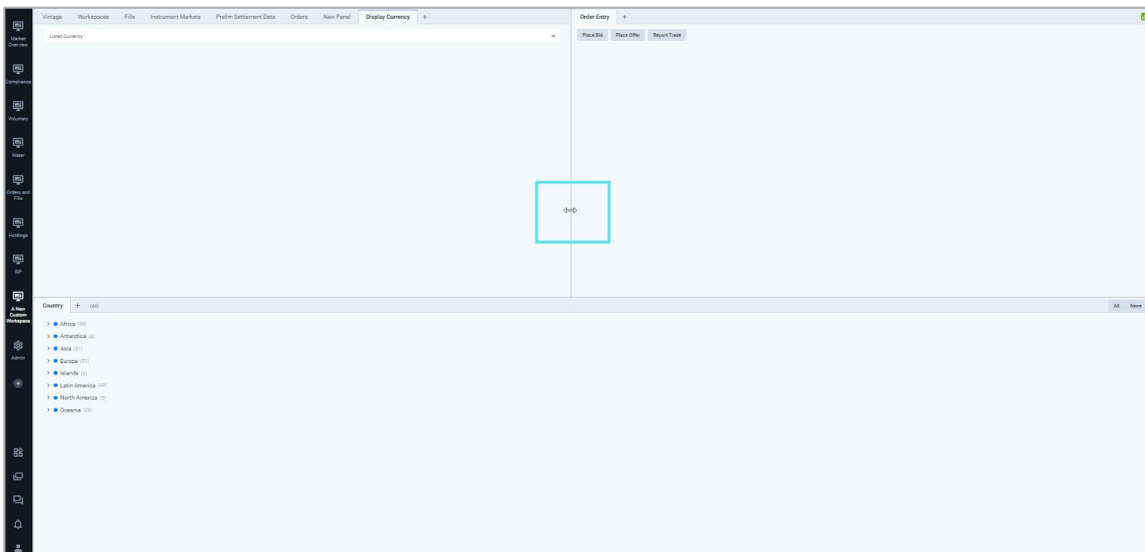 Vintage Workspaces Fills Instrument Markets Prelim Settlement Data Orders New Panel Display Currency +
Order Entry +
Listed Currency
Place Bid Place Offer Report Trade
Market
Overview
Compliance
Voluntary
Water
Orders and
Fills
Holdings
SIP
A New
Custom
Workspace
Admin
Country + (All)
All None
Africa
Antarctica
Asia
Europe
Islands
Latin America
North America
Oceania